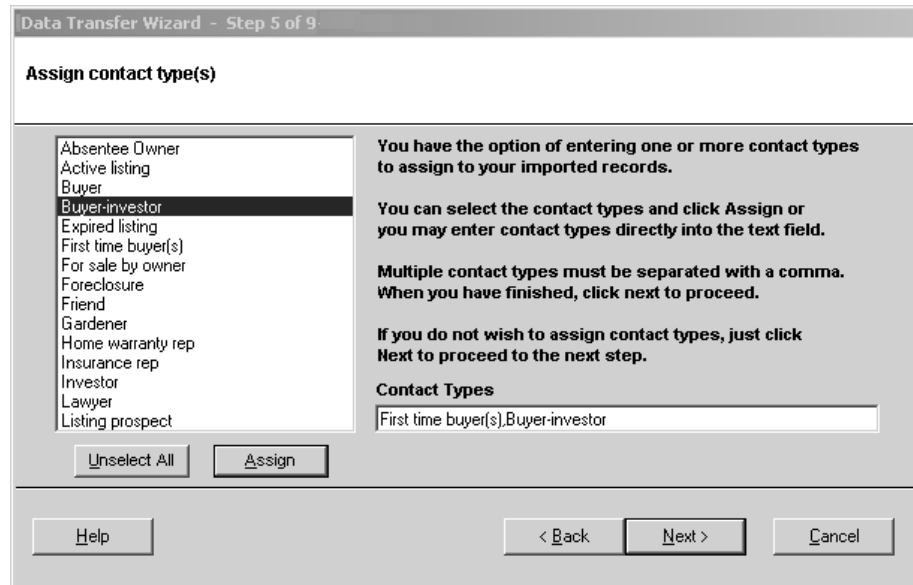 Data Transfer Wizard - Step 5 of 9
Assign contact type(s)
Absentee Owner
Active listing
Buyer
Buyer-investor
Expired listing
First time buyer(s)
For sale by owner
Foreclosure
Friend
Gardener
Home warranty rep
Insurance rep
Investor
Lawyer
Listing prospect
Unselect All
Assign
You have the option of entering one or more contact types
to assign to your imported records.
You can select the contact types and click Assign or
you may enter contact types directly into the text field.
Multiple contact types must be separated with a comma.
When you have finished, click next to proceed.
If you do not wish to assign contact types, just click
Next to proceed to the next step.
Contact Types
First time buyer(s),Buyer-investor
Help
< Back
Next >
Cancel